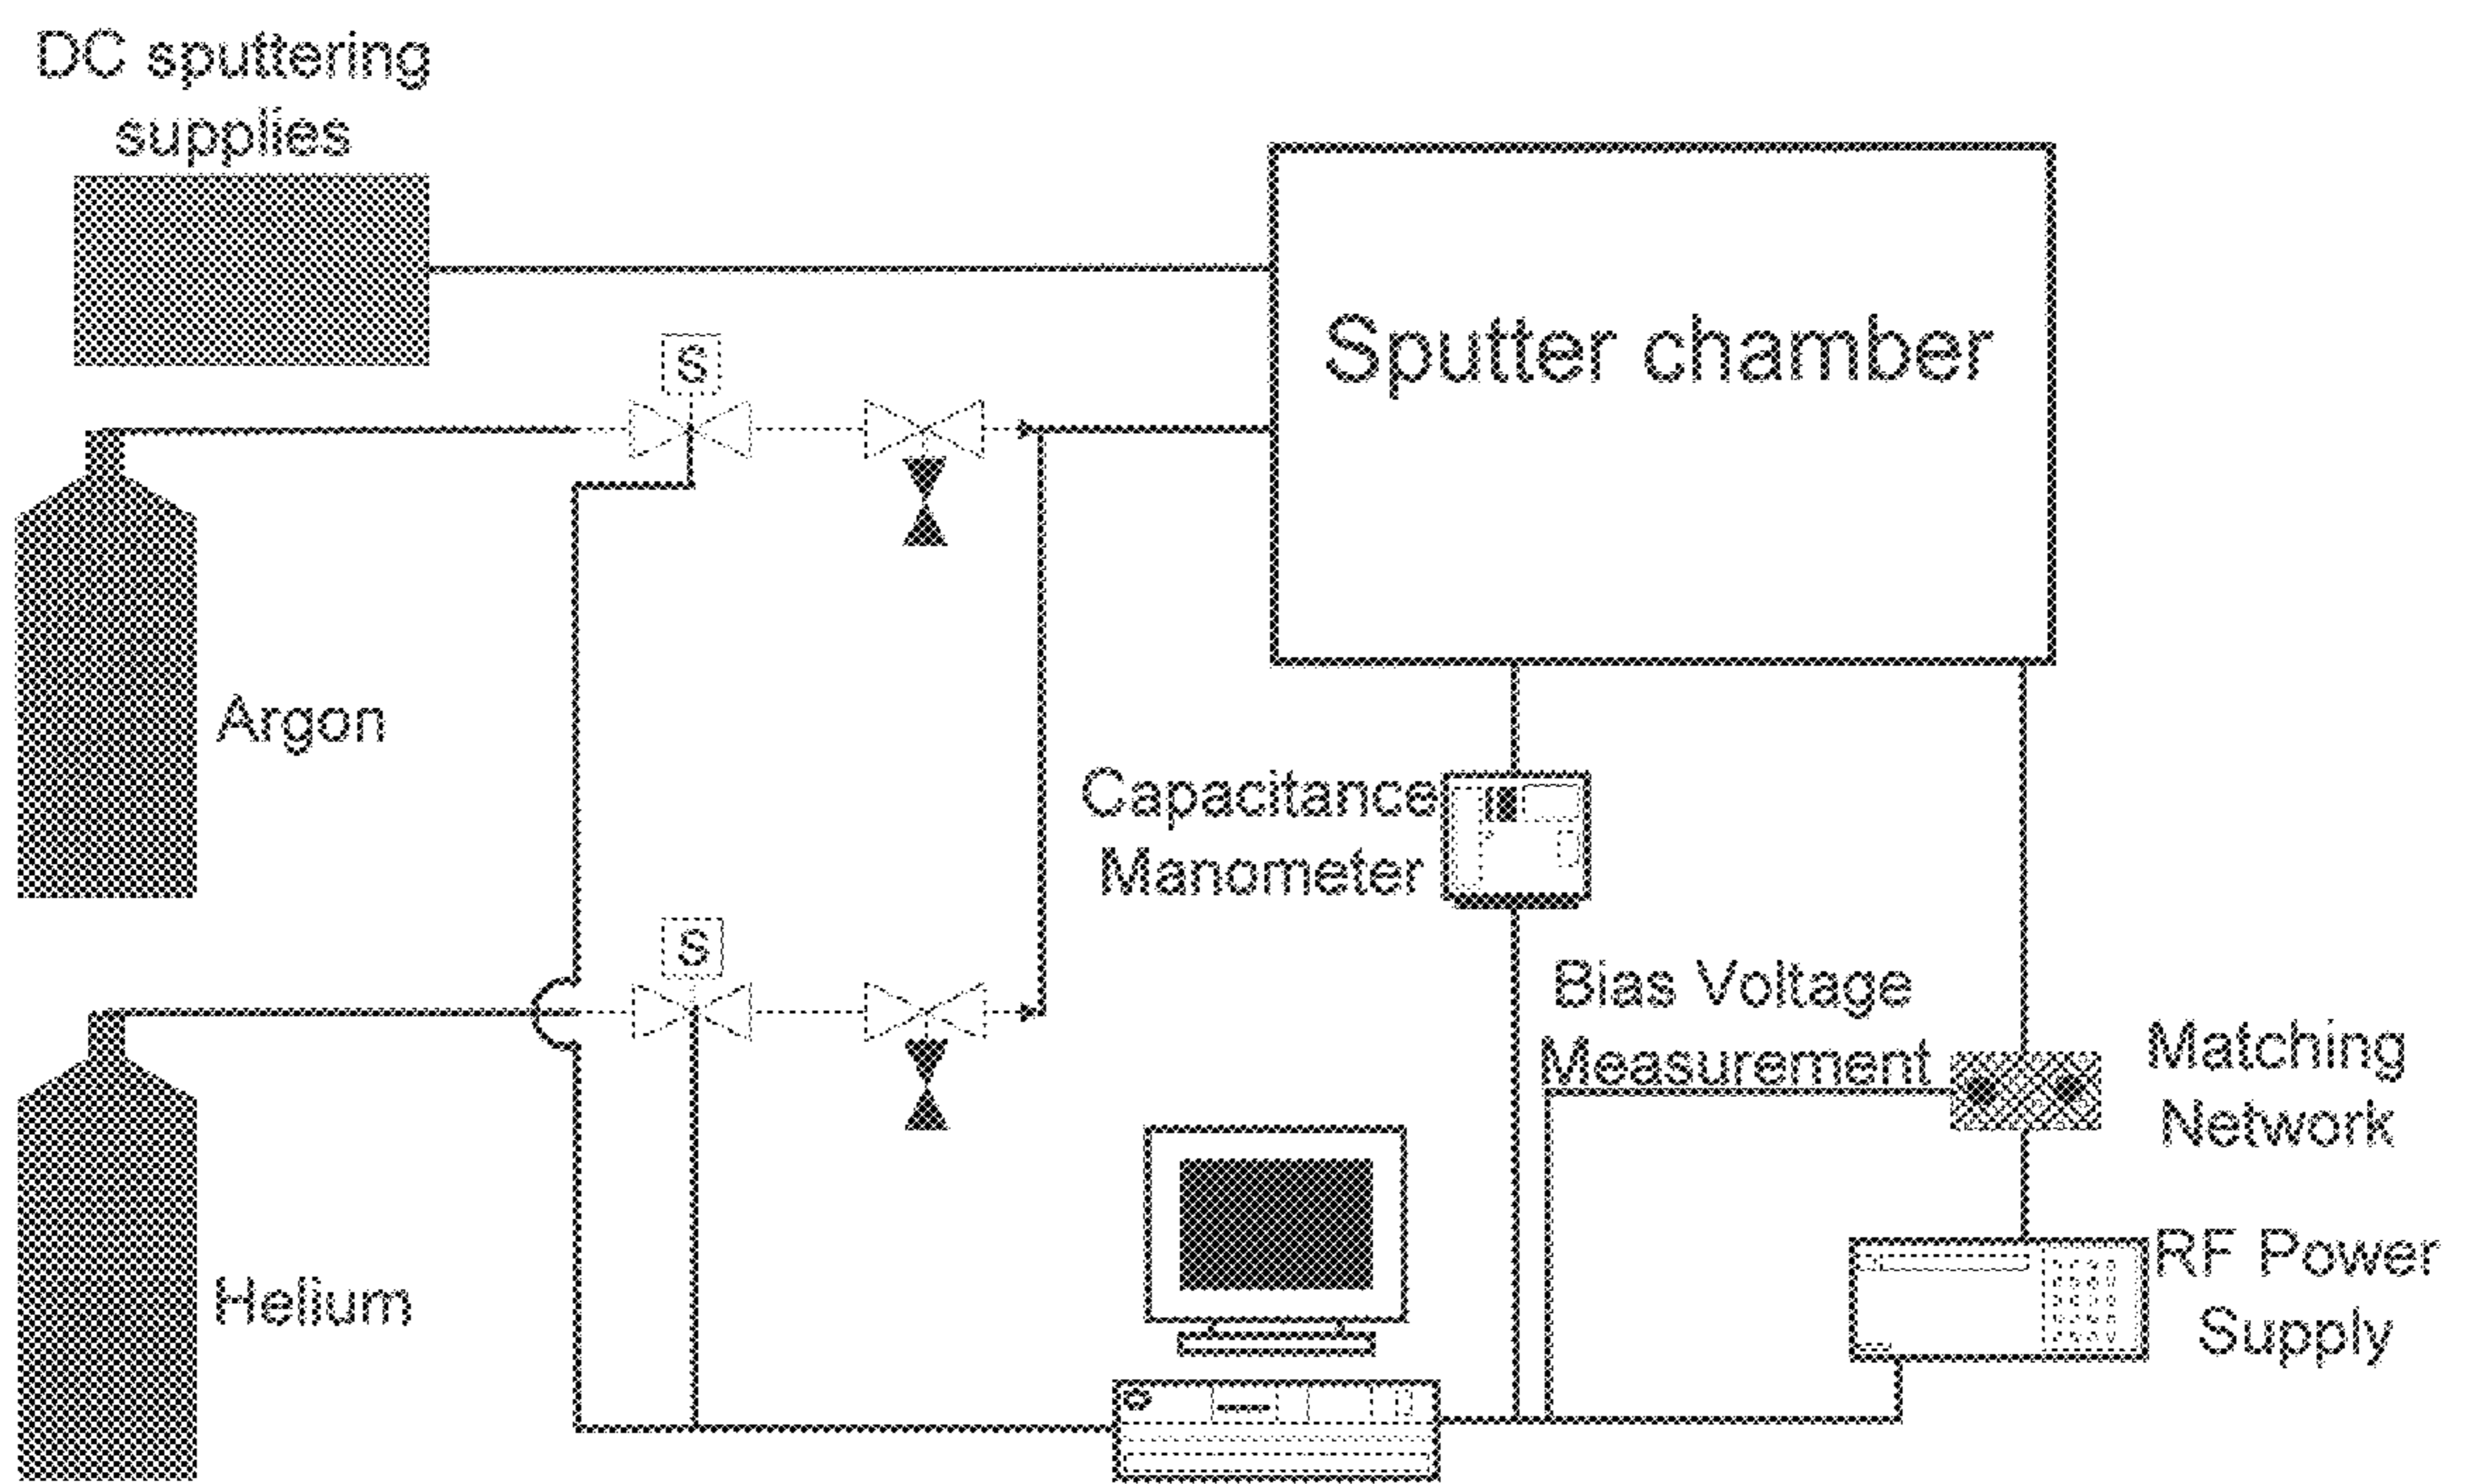 DC sputtering
supplies
Sputter chamber
S
Argon
Capacitance
Manometer
S
Bias Voltage
Measurement
Matching
Network
Helium
RF Power
Supply